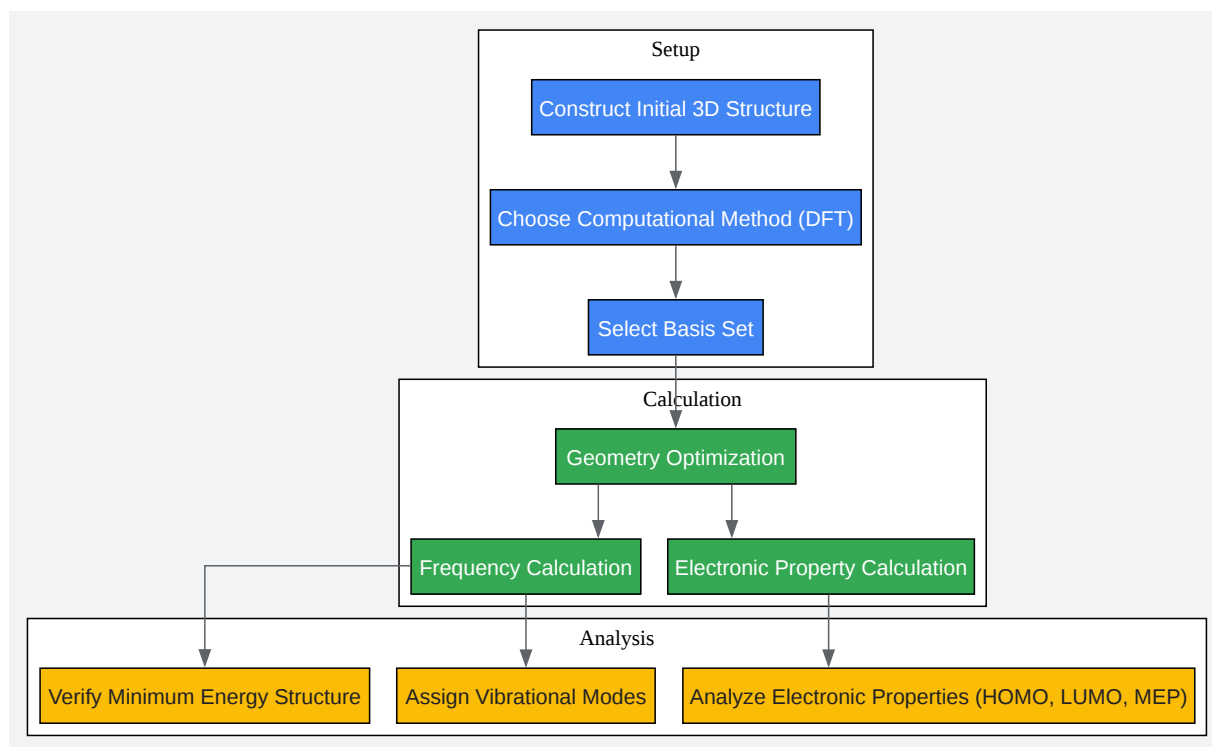 Setup
Construct Initial 3D Structure
Choose Computational Method (DFT)
Select Basis Set
Calculation
Geometry Optimization
Frequency Calculation
Electronic Property Calculation
Analysis
Verify Minimum Energy Structure
Assign Vibrational Modes
Analyze Electronic Properties (HOMO, LUMO, MEP)